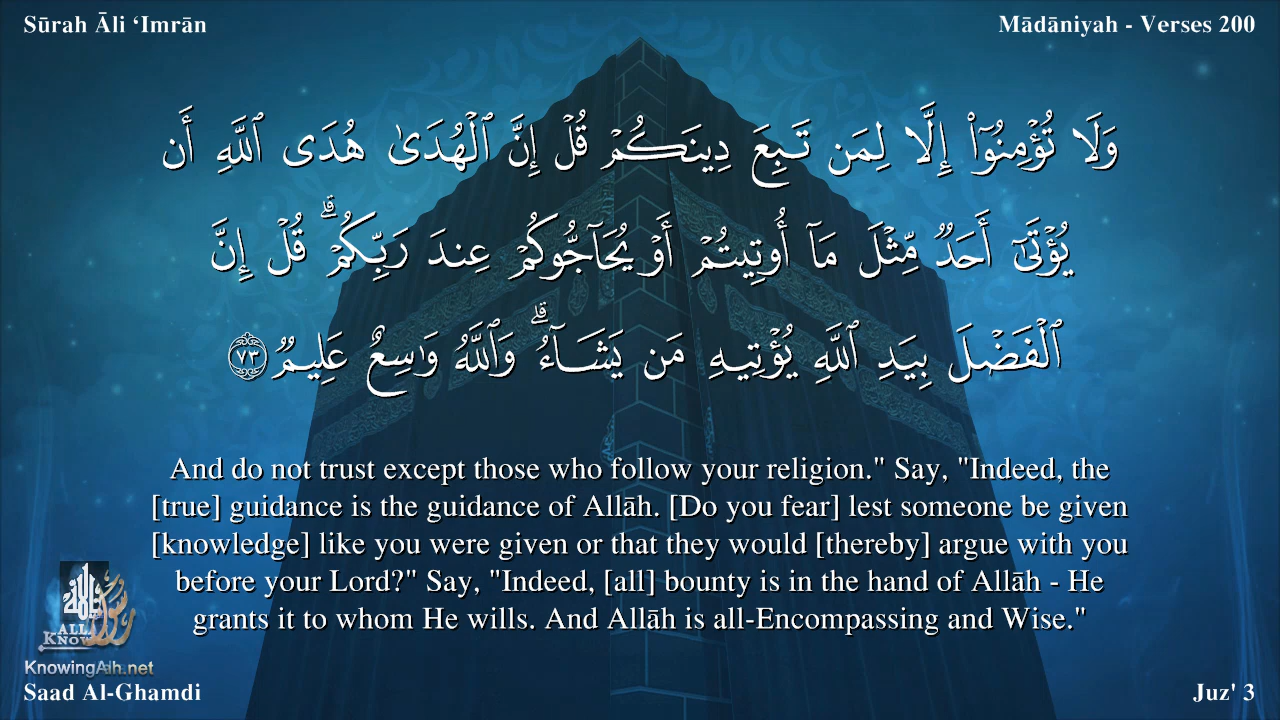 Sūrah Āli ‘Imrān
Mādāniyah - Verses 200
وَلَا تُؤْمِنُوٓا۟ إِلَّا لِمَن تَبِعَ دِينَكُمْ قُلْ إِنَّ ٱلْهُدَىٰ هُدَى ٱللَّهِ أَن
يُؤْتَىٰٓ أَحَدٌ مِّثْلَ مَآ أُوتِيتُمْ أَوْ يُحَآجُّوكُمْ عِندَ رَبِّكُمْ ۗ قُلْ إِنَّ
ٱلْفَضْلَ بِيَدِ ٱللَّهِ يُؤْتِيهِ مَن يَشَآءُ ۗ وَٱللَّهُ وَٰسِعٌ عَلِيمٌ ٧٣
And do not trust except those who follow your religion." Say, "Indeed, the
[true] guidance is the guidance of Allāh. [Do you fear] lest someone be given
[knowledge] like you were given or that they would [thereby] argue with you
before your Lord?" Say, "Indeed, [all] bounty is in the hand of Allāh - He
grants it to whom He wills. And Allāh is all-Encompassing and Wise."
Saad Al-Ghamdi
Juz' 3